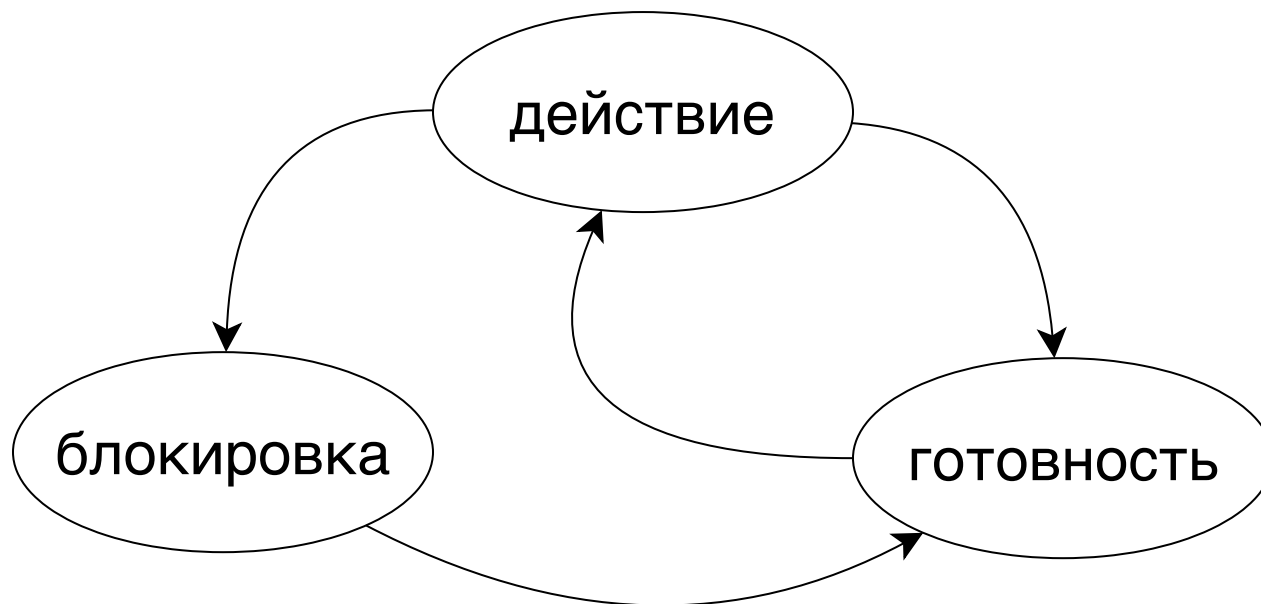 действие
блокировка
готовность